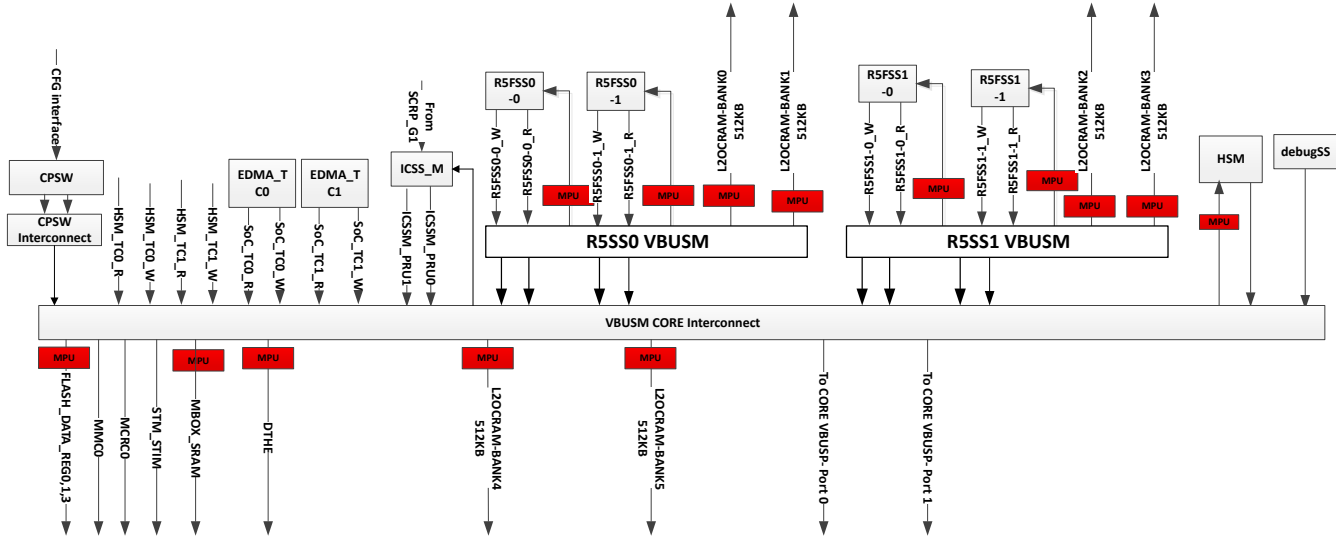 CFG interface
CPSW
CPSW
Interconnect
HSM_TC0_R
HSM_TC0_W
HSM_TC1_R
HSM_TC1_W
EDMA_T
C0
SoC_TC0_R
SoC_TC0_W
EDMA_T
C1
SoC_TC1_R
SoC_TC1_W
From
SCRP_G1
ICSS_M
ICSSM_PRU1
ICSSM_PRU0
R5FSS0
-0
R5FSS0-0_W
R5FSS0-0_R
MPU
R5FSS0
-1
R5FSS0-1_W
R5FSS0-1_R
MPU
L2OCRAM-BANK0
512KB
MPU
L2OCRAM-BANK1
512KB
MPU
R5SS0 VBUSM
R5FSS1
-0
R5FSS1-0_W
R5FSS1-0_R
MPU
R5FSS1
-1
R5FSS1-1_W
R5FSS1-1_R
MPU
L2OCRAM-BANK2
512KB
MPU
L2OCRAM-BANK3
512KB
MPU
R5SS1 VBUSM
HSM
MPU
debugSS
VBUSM CORE Interconnect
MPU
FLASH_DATA_REG0,1,3
MMC0
MCRC0
STM_STIM
MPU
MBOX_SRAM
MPU
DTHE
MPU
L2OCRAM-BANK4
512KB
MPU
L2OCRAM-BANK5
512KB
To CORE VBUSP- Port 0
To CORE VBUSP- Port 1